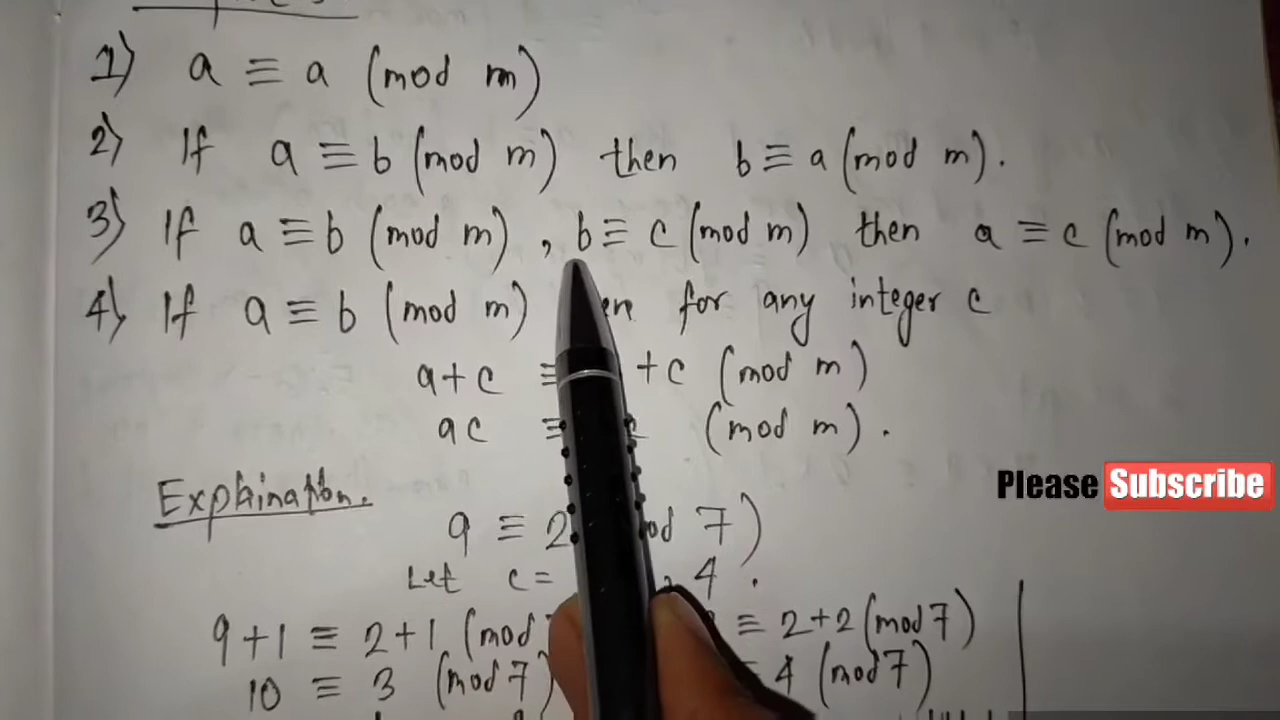 1) a ≡ a (mod m)
2) If a ≡ b (mod m) then b ≡ a (mod m).
3) If a ≡ b (mod m), b ≡ c (mod m) then a ≡ c (mod m).
4) If a ≡ b (mod m) for any integer c
a+c ≡ +c (mod m)
ac ≡ (mod m).
Please Subscribe
Explination.
9 ≡ 2 7)
Let c = 4.
9+1 ≡ 2+1 (mod ≡ 2+2 (mod 7)
10 ≡ 3 (mod 7) 4 (mod 7)